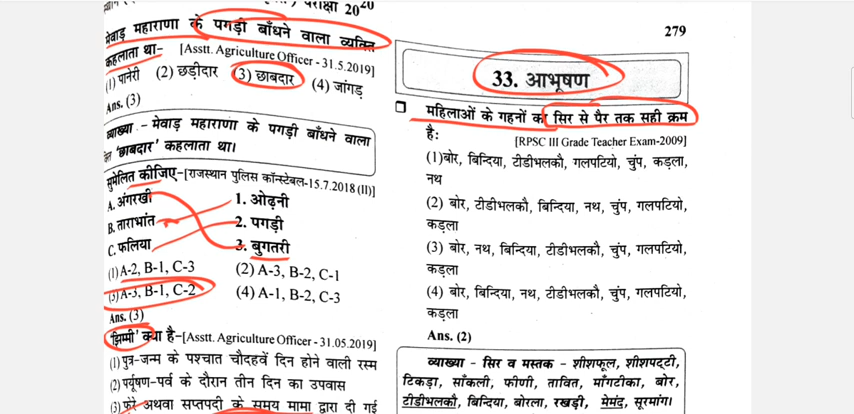 परीक्षा 2020
मेवाड़ महाराणा के पगड़ी बाँधने वाला व्यक्ति
कहलाता था- [Asstt. Agriculture Officer - 31.5.2019]
(1) पानेरी (2) छड़ीदार (3) छाबदार (4) जांगड़
Ans. (3)
व्याख्या - मेवाड़ महाराणा के पगड़ी बाँधने वाला
'छाबदार' कहलाता था।
सुमेलित कीजिए-[राजस्थान पुलिस कॉन्स्टेबल-15.7.2018 (II)]
A. अंगरखी 1. ओढ़नी
B. ताराभांत 2. पगड़ी
C. फलिया 3. बुगतरी
(1) A-2, B-1, C-3 (2) A-3, B-2, C-1
(3) A-3, B-1, C-2 (4) A-1, B-2, C-3
Ans. (3)
'झिम्मी' क्या है-[Asstt. Agriculture Officer -31.05.2019]
(1) पुत्र-जन्म के पश्चात चौदहवें दिन होने वाली रस्म
(2) पर्यूषण-पर्व के दौरान तीन दिन का उपवास
(3) फेरे अथवा सप्तपदी के समय मामा द्वारा दी गई
279
33. आभूषण
❑ महिलाओं के गहनों का सिर से पैर तक सही क्रम
है:
[RPSC III Grade Teacher Exam-2009]
(1)बोर, बिन्दिया, टीडीभलकौ, गलपटियो, चुंप, कड़ला,
नथ
(2) बोर, टीडीभलकौ, बिन्दिया, नथ, चुंप, गलपटियो,
कड़ला
(3) बोर, नथ, बिन्दिया, टीडीभलकौ, चुंप, गलपटियो,
कड़ला
(4) बोर, बिन्दिया, नथ, टीडीभलकौ, चुंप, गलपटियो,
कड़ला
Ans. (2)
व्याख्या - सिर व मस्तक - शीशफूल, शीशपट्टी,
टिकड़ा, साँकली, फीणी, तावित, माँगटीका, बोर,
टीडीभलको, बिन्दिया, बोरला, रखड़ी, मेमंद, सूरमांग।